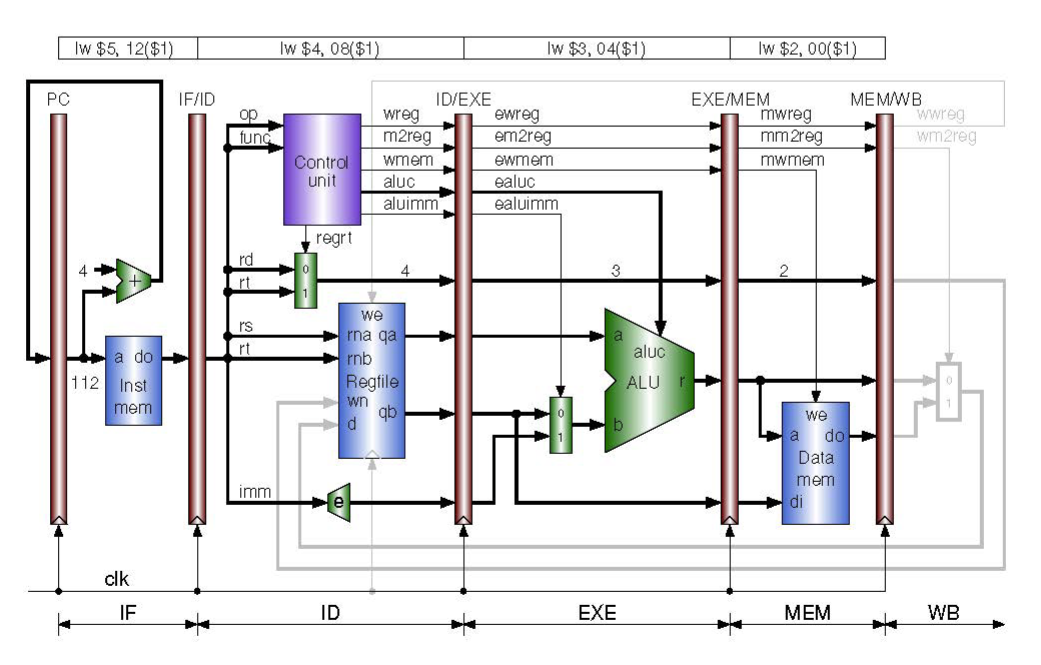 lw $5, 12($1) lw $4, 08($1) lw $3, 04($1) lw $2, 00($1)
PC IF/ID ID/EXE EXE/MEM MEM/WB
op wreg ewreg mwreg wwreg
func m2reg em2reg mm2reg wm2reg
Control unit
wmem ewmem mwmem
aluc ealuc
aluimm ealuimm
regrt
rd 0 4 3 2
rt 1
4 +
we
rs rna qa a
rt rnb aluc
Regfile ALU r
wn qb
d b
0
1
0
1
a do
Inst
mem
112
we
a do
Data
mem
di
imm e
clk
IF ID EXE MEM WB